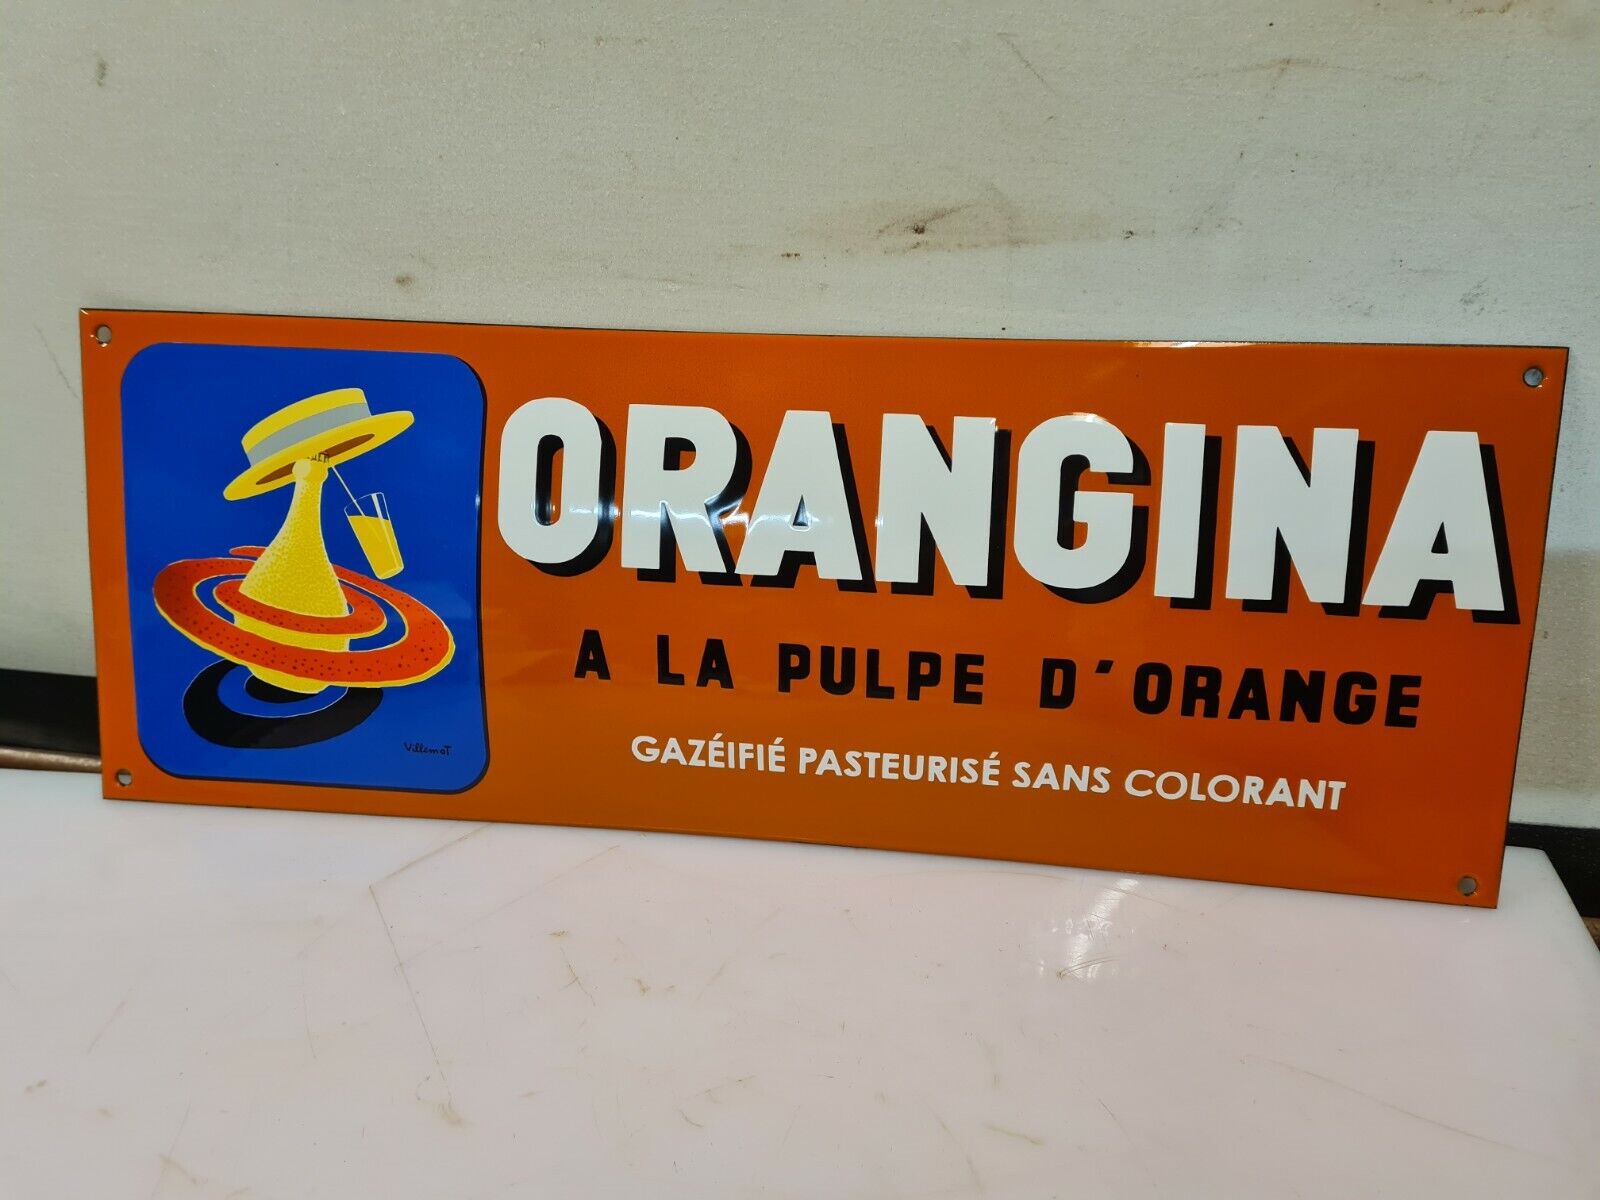 ORANGINA
A LA PULPE D'ORANGE
GAZÉIFIÉ PASTEURISÉ SANS COLORANT
Villemot